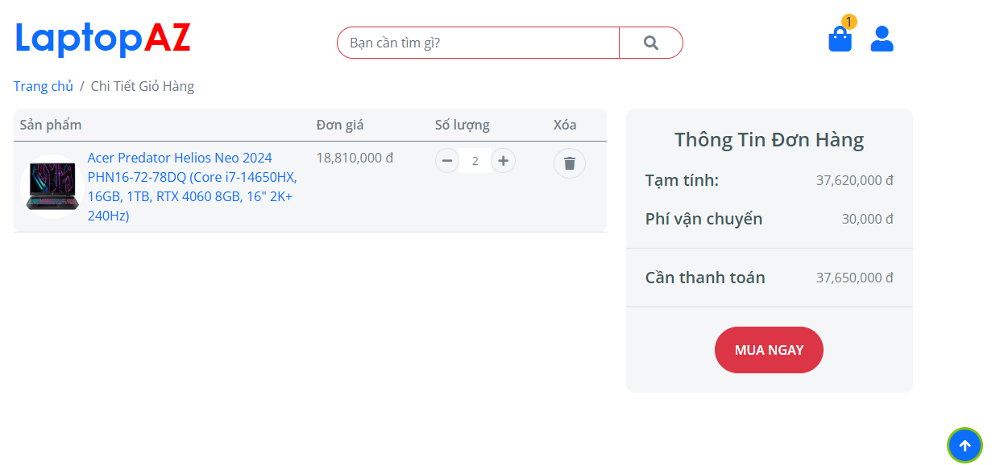 LaptopAZ
Bạn cần tìm gì?
1
Trang chủ / Chi Tiết Giỏ Hàng
Sản phẩm Đơn giá Số lượng Xóa
Acer Predator Helios Neo 2024
PHN16-72-78DQ (Core i7-14650HX,
16GB, 1TB, RTX 4060 8GB, 16" 2K+
240Hz)
18,810,000 đ
2
Thông Tin Đơn Hàng
Tạm tính: 37,620,000 đ
Phí vận chuyển 30,000 đ
Cần thanh toán 37,650,000 đ
MUA NGAY